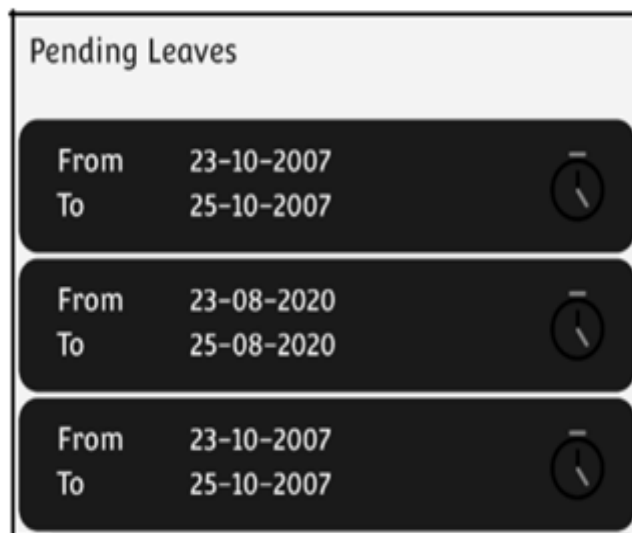 Pending Leaves
From 23-10-2007
To 25-10-2007
From 23-08-2020
To 25-08-2020
From 23-10-2007
To 25-10-2007